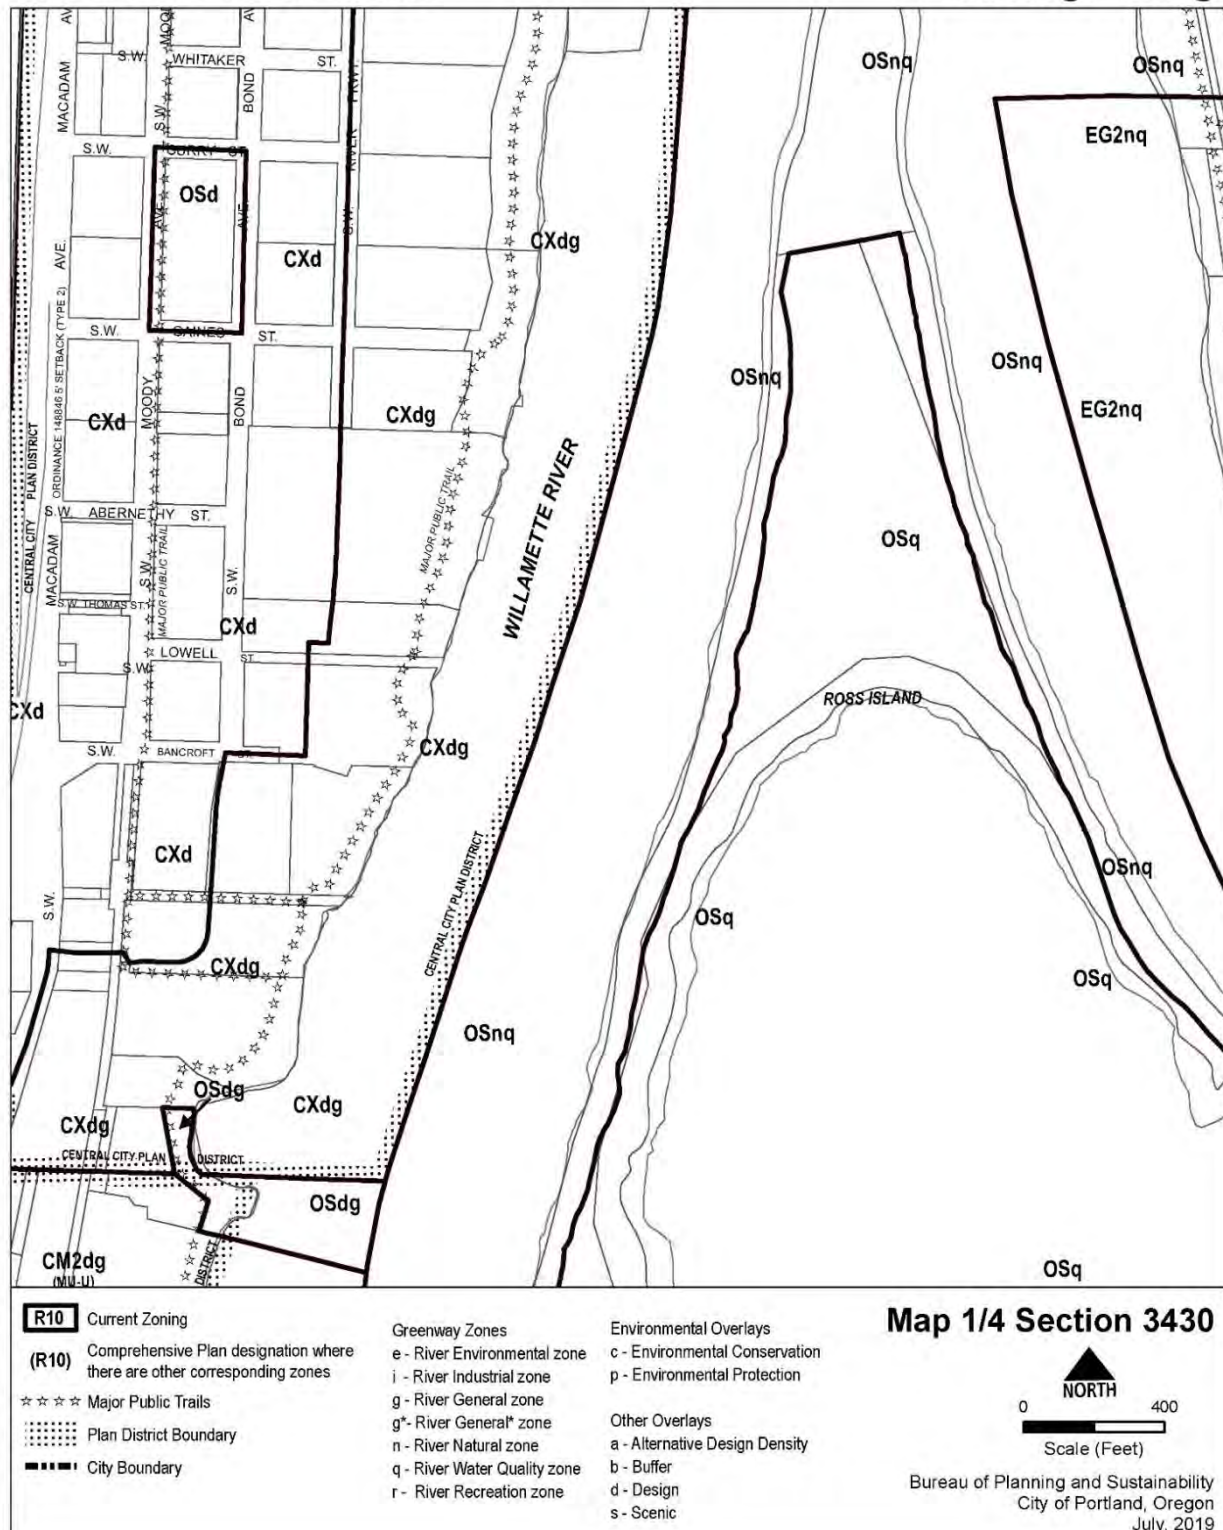 S.W. WHITAKER ST.
OSnq
OSnq
MACADAM
S.W.
BOND
RIVER
EG2nq
S.W. CURRY ST.
OSd
AVE.
AVE.
S.W.
CXd
CXdg
AVE.
ORDINANCE 148846 5' SETBACK (TYPE 2)
S.W. GAINES ST.
OSnq
OSnq
MOODY
BOND
CXd
CXdg
EG2nq
CENTRAL CITY PLAN DISTRICT
MAJOR PUBLIC TRAIL
WILLAMETTE RIVER
S.W. ABERNETHY ST.
OSq
MACADAM
S.W.
MAJOR PUBLIC TRAIL
S.W.
S.W. THOMAS ST.
CXd
LOWELL ST.
S.W.
ROSS ISLAND
CXd
CXdg
S.W. BANCROFT ST.
CXd
OSnq
S.W.
OSq
CENTRAL CITY PLAN DISTRICT
CXdg
OSq
OSnq
OSdg
CXdg
CXdg
CENTRAL CITY PLAN DISTRICT
OSdg
CM2dg
(MU-U)
DISTRICT
OSq
R10 Current Zoning
(R10) Comprehensive Plan designation where
there are other corresponding zones
Major Public Trails
Plan District Boundary
City Boundary
Greenway Zones
e - River Environmental zone
i - River Industrial zone
g - River General zone
g*- River General* zone
n - River Natural zone
q - River Water Quality zone
r - River Recreation zone
Environmental Overlays
c - Environmental Conservation
p - Environmental Protection
Other Overlays
a - Alternative Design Density
b - Buffer
d - Design
s - Scenic
Map 1/4 Section 3430
NORTH
0 400
Scale (Feet)
Bureau of Planning and Sustainability
City of Portland, Oregon
July, 2019